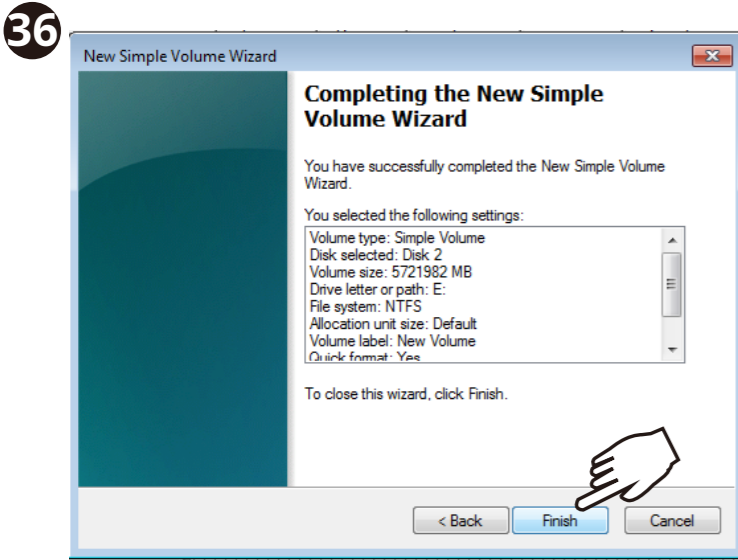 36
New Simple Volume Wizard
Completing the New Simple
Volume Wizard
You have successfully completed the New Simple Volume
Wizard.
You selected the following settings:
Volume type: Simple Volume
Disk selected: Disk 2
Volume size: 5721982 MB
Drive letter or path: E:
File system: NTFS
Allocation unit size: Default
Volume label: New Volume
Quick format: Yes
To close this wizard, click Finish.
< Back Finish Cancel